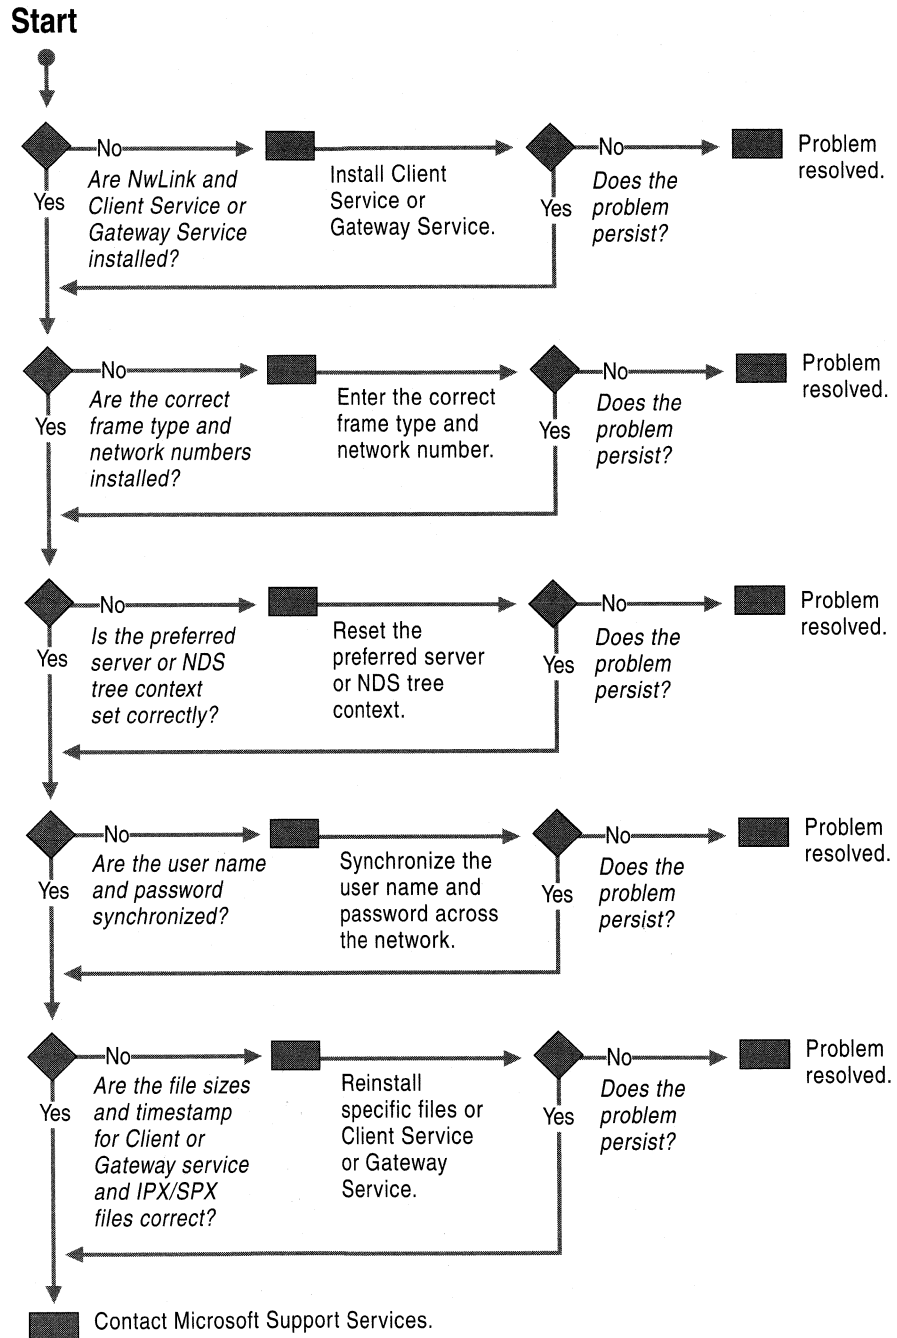 Start
No
Are NwLink and
Client Service or
Gateway Service
installed?
Yes
Install Client
Service or
Gateway Service.
No
Does the
problem
persist?
Yes
Problem
resolved.
No
Are the correct
frame type and
network numbers
installed?
Yes
Enter the correct
frame type and
network number.
No
Does the
problem
persist?
Yes
Problem
resolved.
No
Is the preferred
server or NDS
tree context
set correctly?
Yes
Reset the
preferred server
or NDS tree
context.
No
Does the
problem
persist?
Yes
Problem
resolved.
No
Are the user name
and password
synchronized?
Yes
Synchronize the
user name and
password across
the network.
No
Does the
problem
persist?
Yes
Problem
resolved.
No
Are the file sizes
and timestamp
for Client or
Gateway service
and IPX/SPX
files correct?
Yes
Reinstall
specific files or
Client Service
or Gateway
Service.
No
Does the
problem
persist?
Yes
Problem
resolved.
Contact Microsoft Support Services.